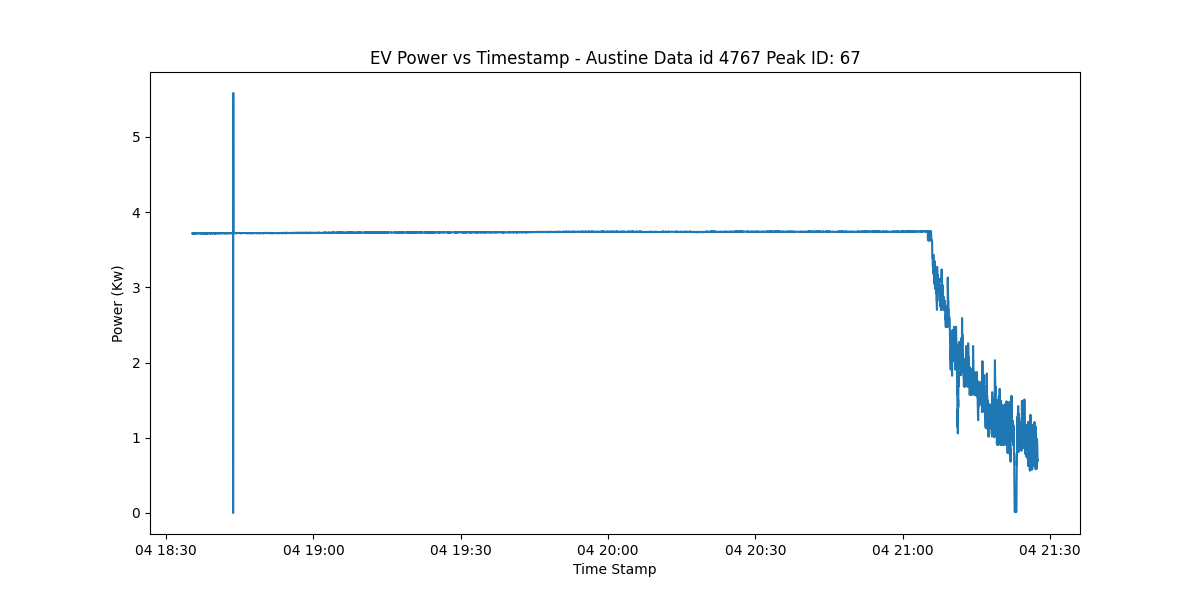 EV Power vs Timestamp - Austine Data id 4767 Peak ID: 67
Power (Kw)
5
4
3
2
1
0
04 18:30 04 19:00 04 19:30 04 20:00 04 20:30 04 21:00 04 21:30
Time Stamp